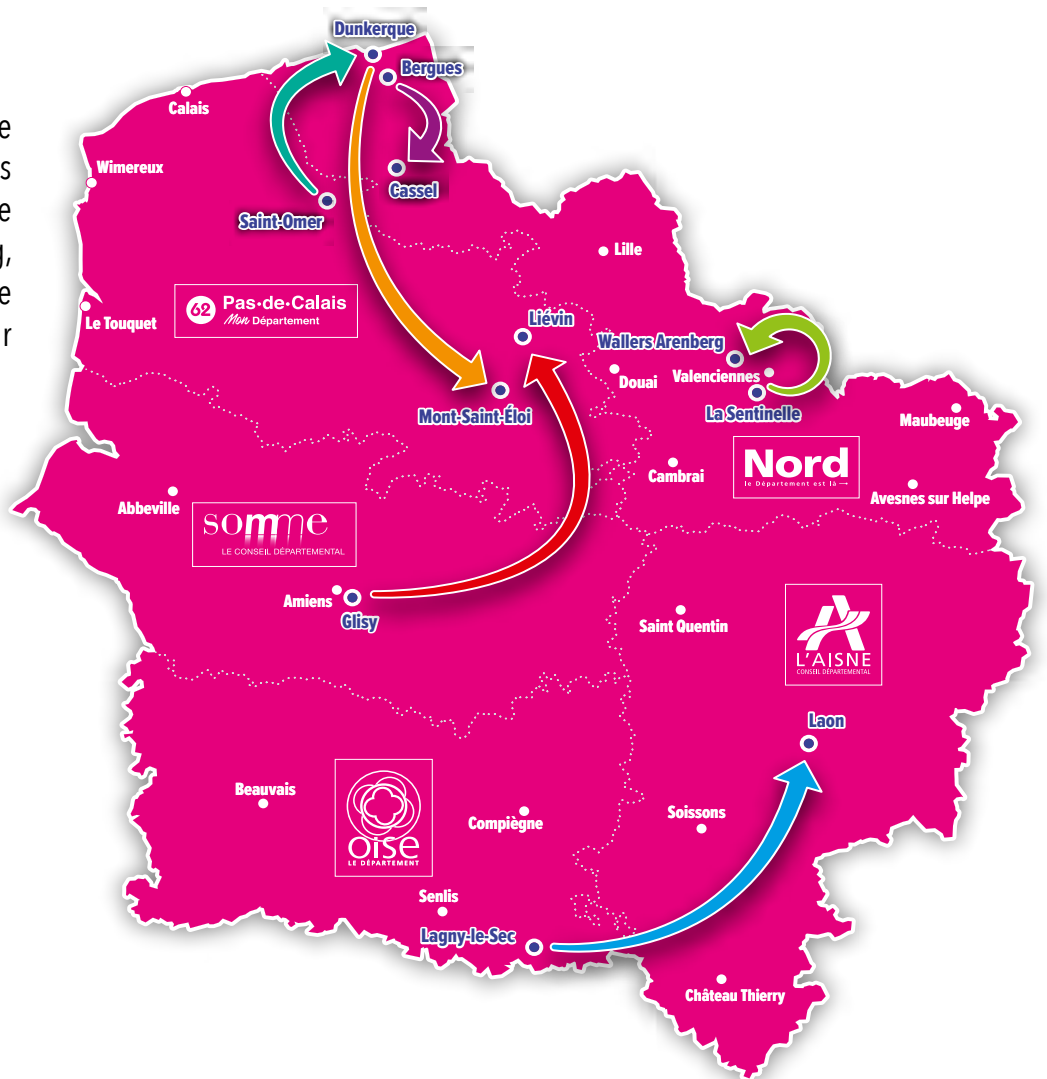 Dunkerque
Bergues
Calais
e
s
e
g,
e
r
Wimereux
Cassel
Saint-Omer
Lille
62 Pas-de-Calais
Mon Département
Le Touquet
Liévin
Wallers Arenberg
Douai
Valenciennes
Mont-Saint-Éloi
La Sentinelle
Maubeuge
Nord
le Département est là
Cambrai
Avesnes sur Helpe
Abbeville
somme
LE CONSEIL DÉPARTEMENTAL
Amiens
Glisy
Saint Quentin
A
L'AISNE
CONSEIL DÉPARTEMENTAL
Laon
Beauvais
oise
LE DÉPARTEMENT
Compiègne
Soissons
Senlis
Lagny-le-Sec
Château Thierry